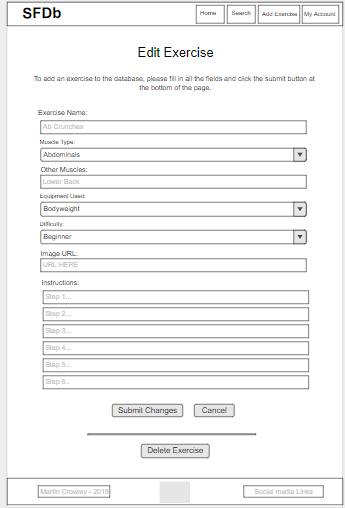 SFDb
Home
Search
Add Exercise
My Account
Edit Exercise
To add an exercise to the database, please fill in all the fields and click the submit button at
the bottom of the page.
Exercise Name:
Ab Crunches
Muscle Type:
Abdominals
Other Muscles:
Lower Back
Equipment Used:
Bodyweight
Difficulty:
Beginner
Image URL:
URL HERE
Instructions:
Step 1...
Step 2...
Step 3...
Step 4...
Step 5...
Step 6..
Submit Changes
Cancel
Delete Exercise
Martin Crowley - 2019
Social media Links